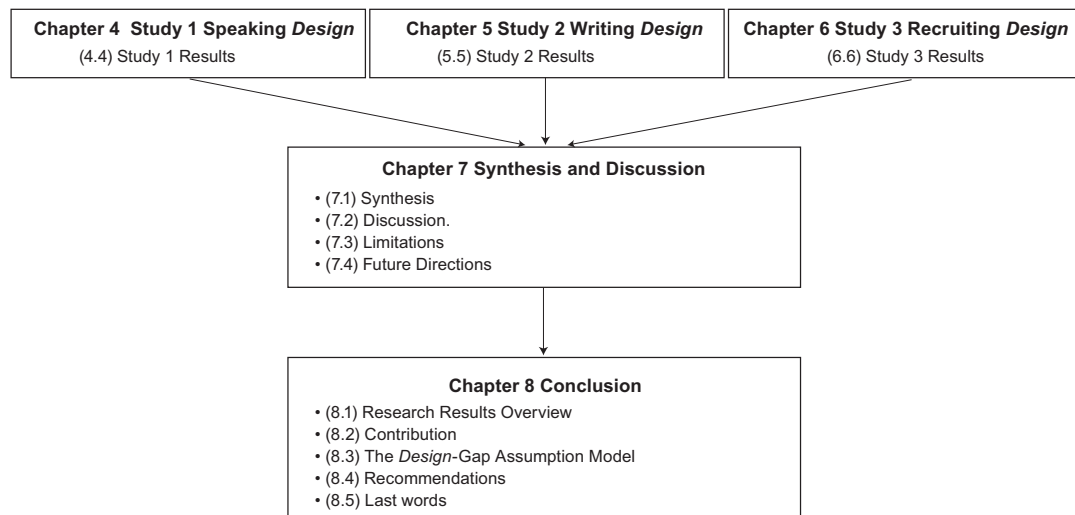 Chapter 4  Study 1 Speaking Design
(4.4) Study 1 Results
Chapter 5 Study 2 Writing Design
(5.5) Study 2 Results
Chapter 6 Study 3 Recruiting Design
(6.6) Study 3 Results
Chapter 7 Synthesis and Discussion
• (7.1) Synthesis
• (7.2) Discussion.
• (7.3) Limitations
• (7.4) Future Directions
Chapter 8 Conclusion
• (8.1) Research Results Overview
• (8.2) Contribution
• (8.3) The Design-Gap Assumption Model
• (8.4) Recommendations
• (8.5) Last words